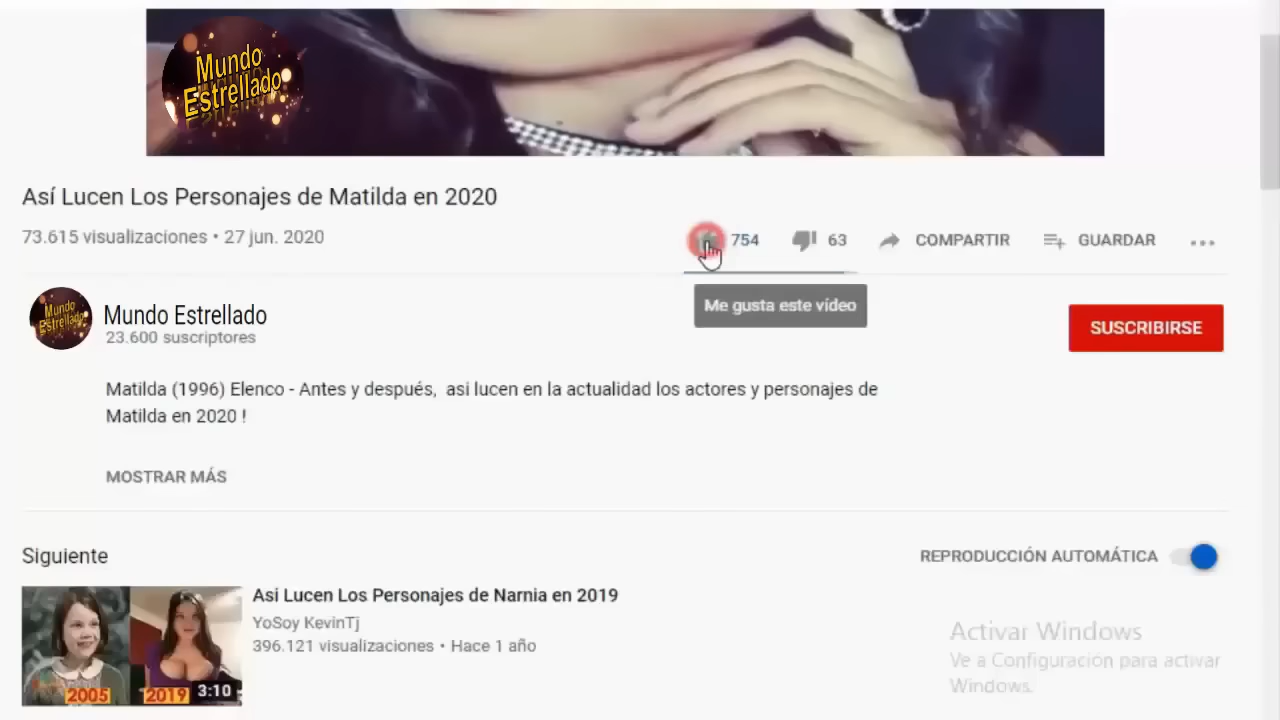 Mundo
Estrellado
Así Lucen Los Personajes de Matilda en 2020
73.615 visualizaciones • 27 jun. 2020
754
63
COMPARTIR
GUARDAR
Me gusta este vídeo
Mundo
Estrellado
Mundo Estrellado
23.600 suscriptores
SUSCRIBIRSE
Matilda (1996) Elenco - Antes y después, asi lucen en la actualidad los actores y personajes de
Matilda en 2020 !
MOSTRAR MÁS
Siguiente
REPRODUCCIÓN AUTOMÁTICA
Asi Lucen Los Personajes de Narnia en 2019
YoSoy KevinTj
396.121 visualizaciones • Hace 1 año
2005
2019
3:10
Activar Windows
Ve a Configuración para activar
Windows.